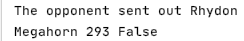 The opponent sent out Rhydon
Megahorn 293 False